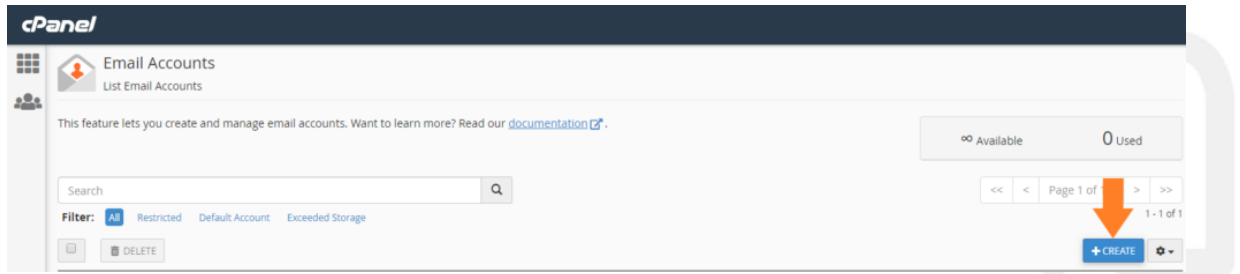 cPanel
Email Accounts
List Email Accounts
This feature lets you create and manage email accounts. Want to learn more? Read our documentation.
∞ Available 0 Used
Search
<< < Page 1 of > >>
Filter: All Restricted Default Account Exceeded Storage
1 - 1 of 1
DELETE
+ CREATE